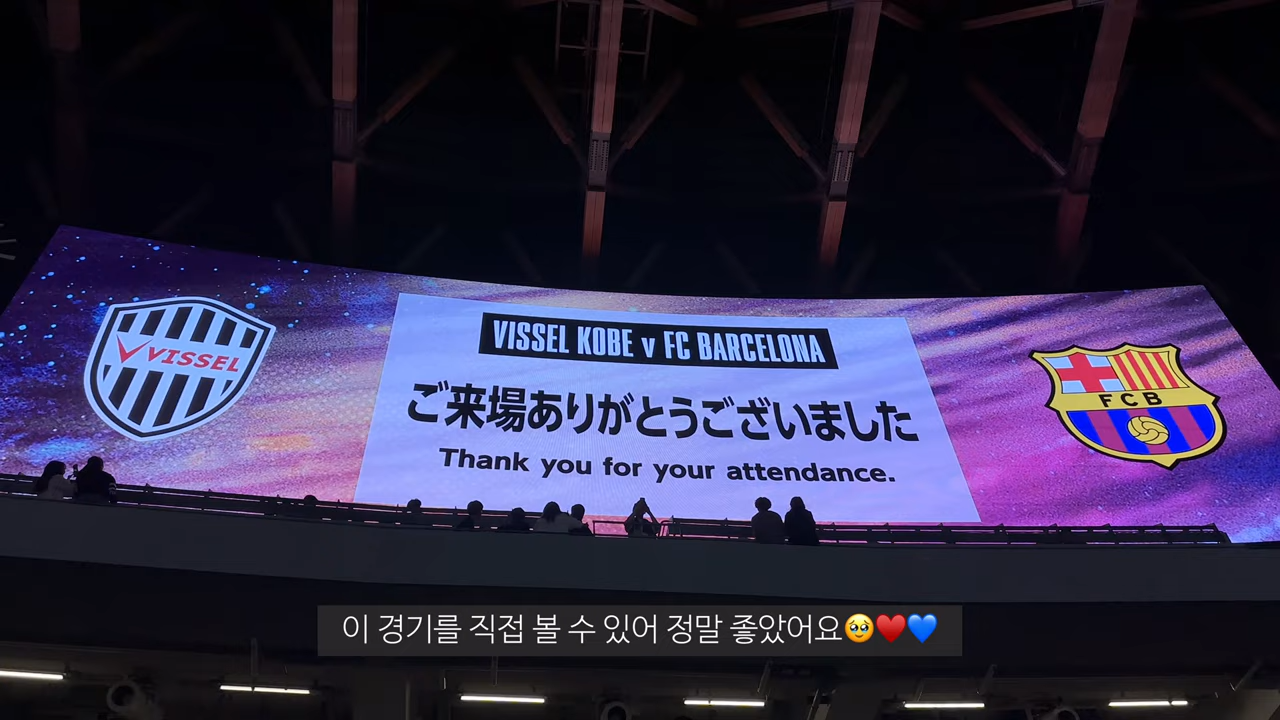 VISSEL KOBE v FC BARCELONA
VISSEL
FCB
ご来場ありがとうございました
Thank you for your attendance.
이 경기를 직접 볼 수 있어 정말 좋았어요🥹♥️💙